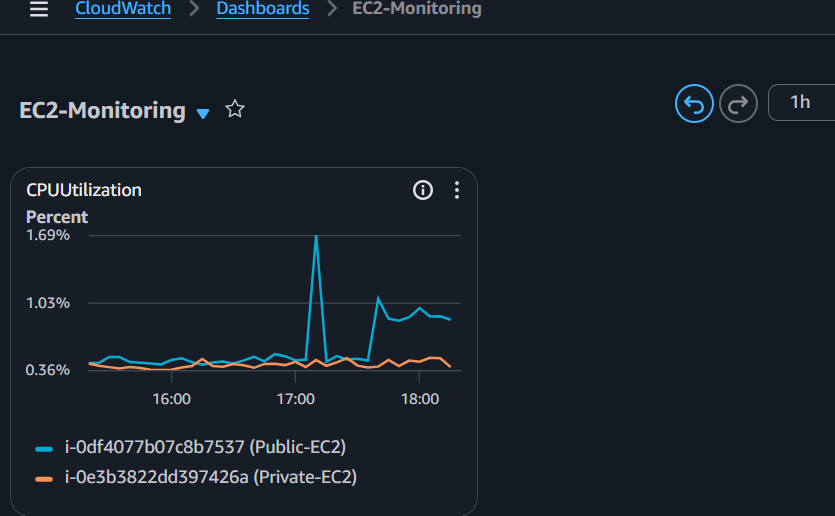 CloudWatch > Dashboards > EC2-Monitoring
EC2-Monitoring
1h
CPUUtilization
Percent
1.69%
1.03%
0.36%
16:00 17:00 18:00
i-0df4077b07c8b7537 (Public-EC2)
i-0e3b3822dd397426a (Private-EC2)